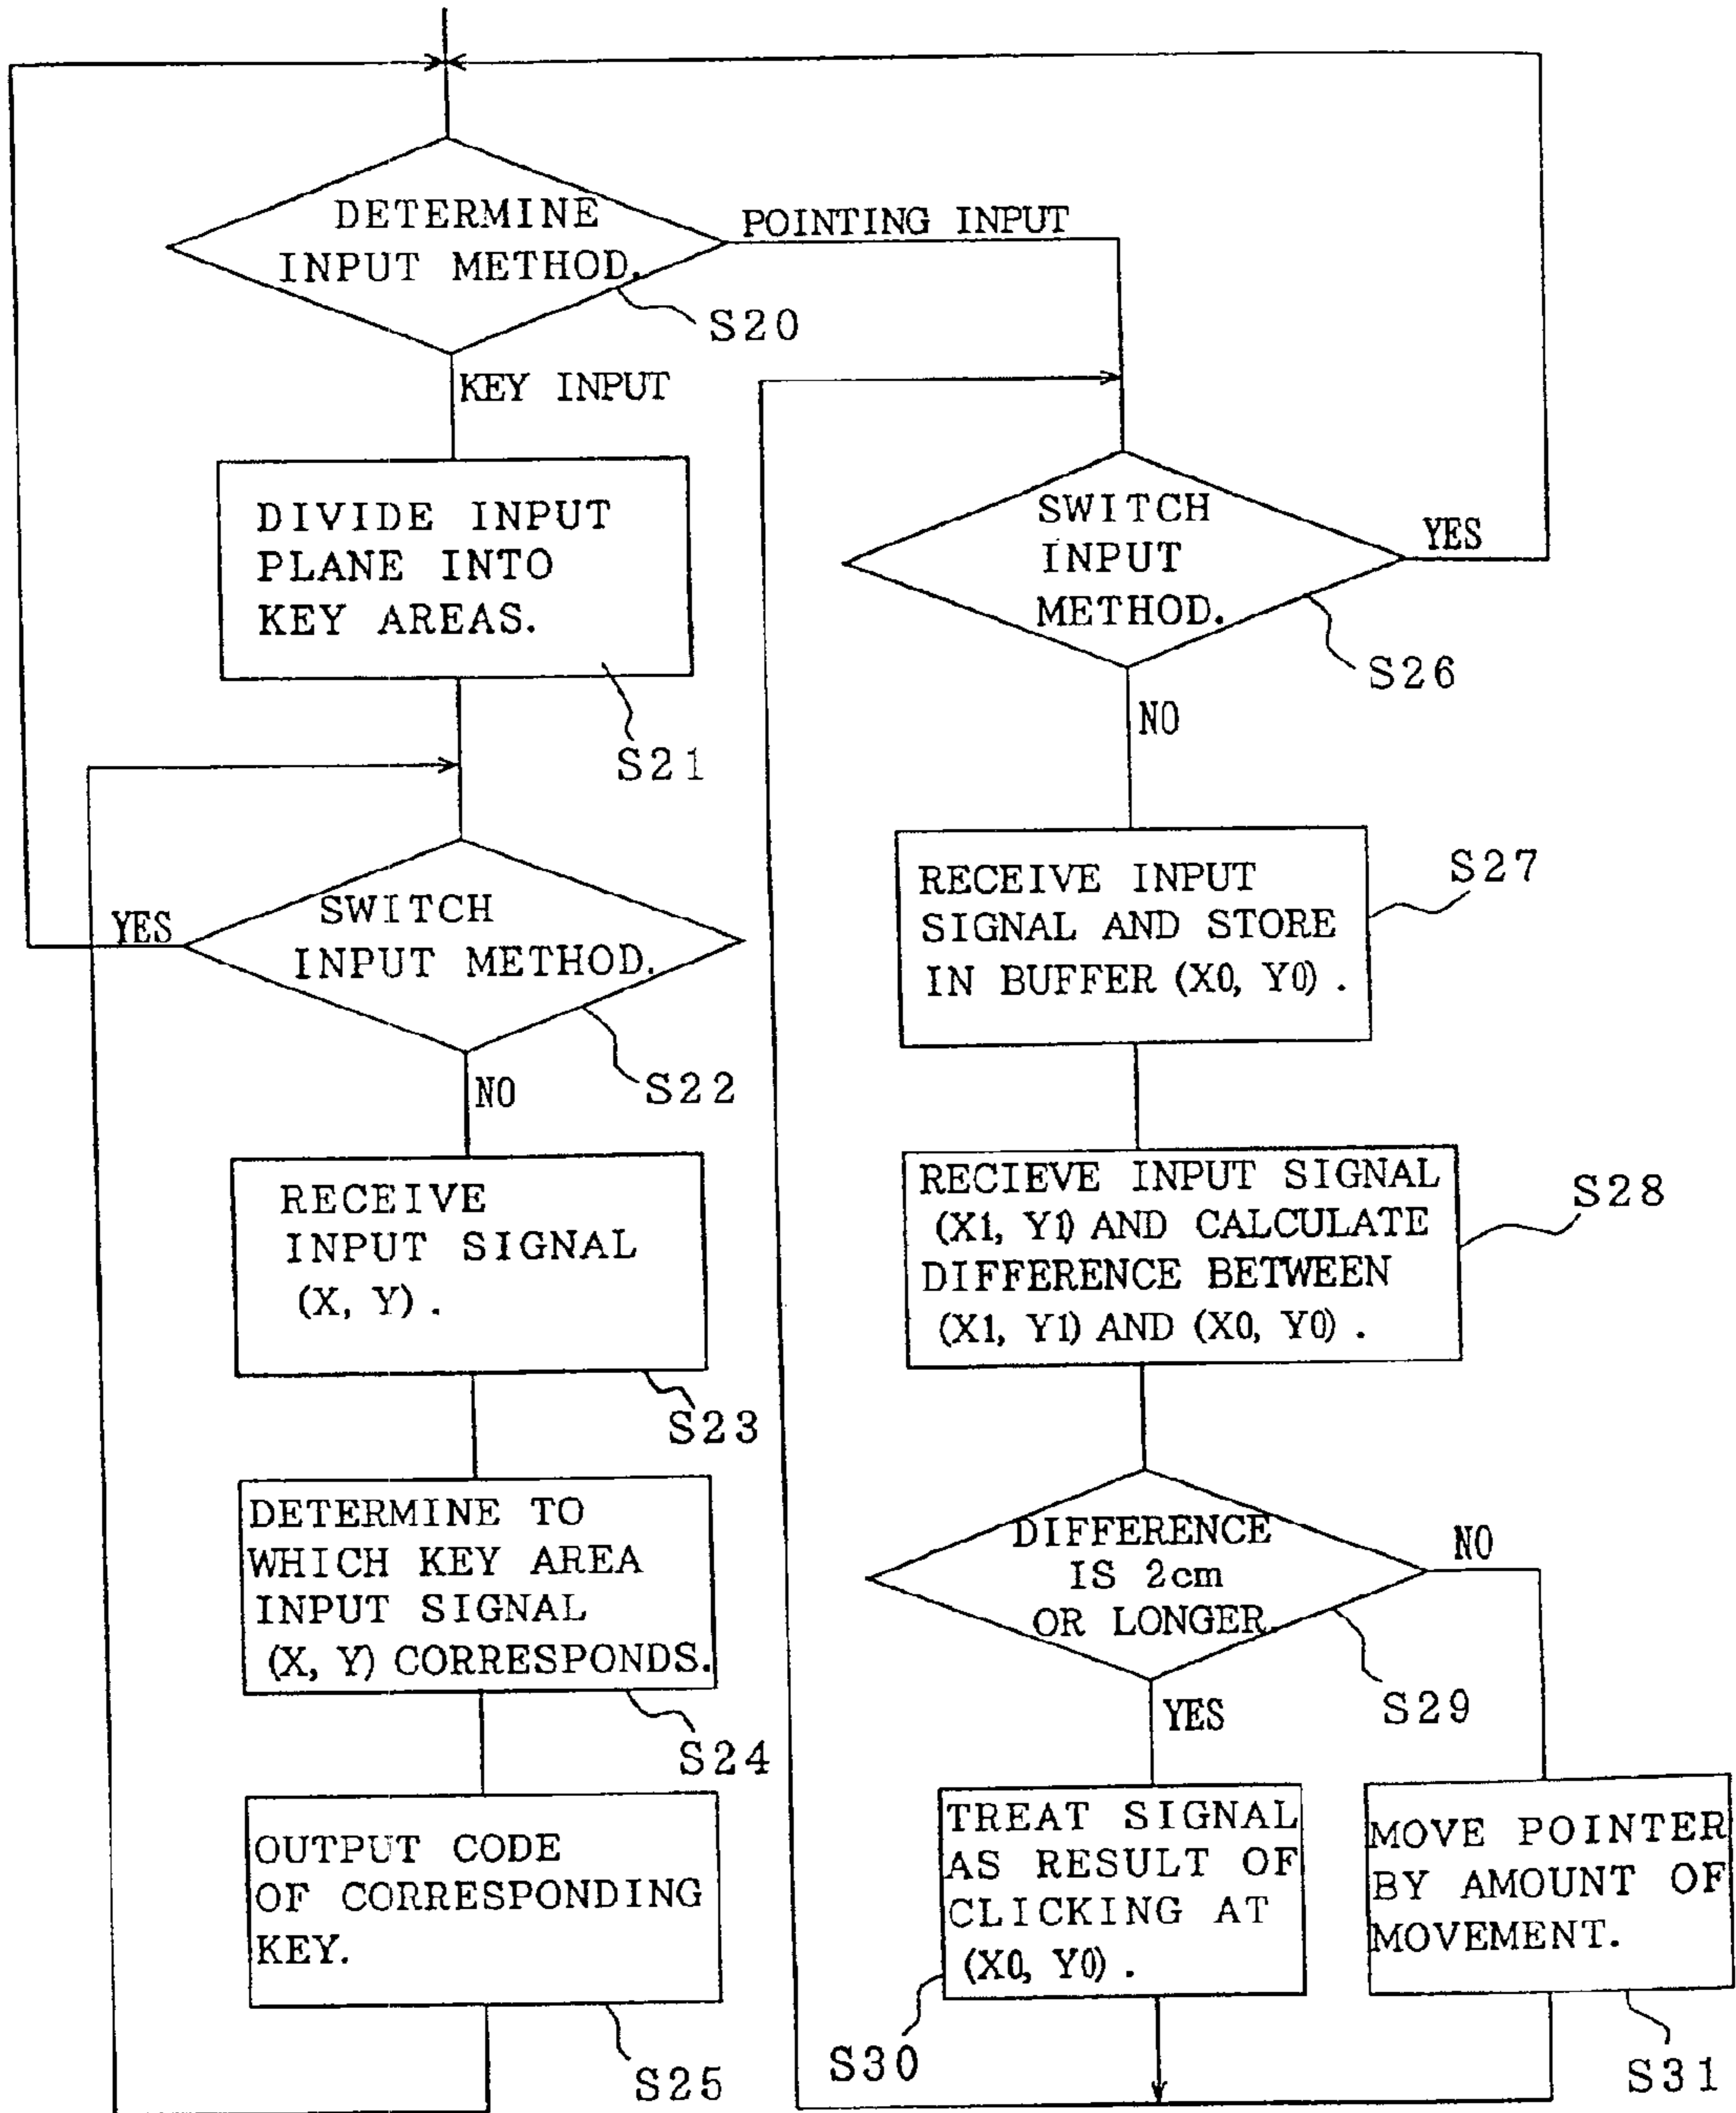 DETERMINE
INPUT METHOD.
POINTING INPUT
S20
KEY INPUT
DIVIDE INPUT
PLANE INTO
KEY AREAS.
S21
SWITCH
INPUT METHOD.
YES
S22
NO
RECEIVE
INPUT SIGNAL
(X, Y).
S23
DETERMINE TO
WHICH KEY AREA
INPUT SIGNAL
(X, Y) CORRESPONDS.
S24
OUTPUT CODE
OF CORRESPONDING
KEY.
S25
SWITCH
INPUT
METHOD.
YES
S26
NO
RECEIVE INPUT
SIGNAL AND STORE
IN BUFFER (X0, Y0).
S27
RECIEVE INPUT SIGNAL
(X1, Y1) AND CALCULATE
DIFFERENCE BETWEEN
(X1, Y1) AND (X0, Y0).
S28
DIFFERENCE
IS 2cm
OR LONGER.
NO
S29
YES
TREAT SIGNAL
AS RESULT OF
CLICKING AT
(X0, Y0).
S30
MOVE POINTER
BY AMOUNT OF
MOVEMENT.
S31